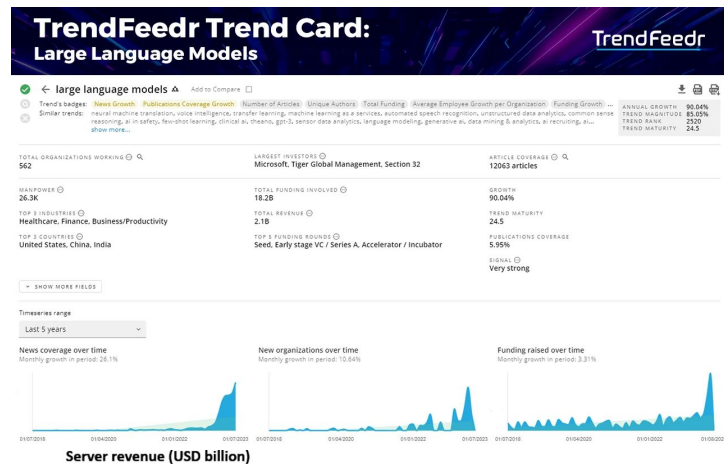 TrendFeedr Trend Card:
Large Language Models
TrendFeedr
large language models Add to Compare
Trend's badges: News Growth Publications Coverage Growth Number of Articles Unique Authors Total Funding Average Employee Growth per Organization Funding Growth ...
Similar trends: neural machine translation, voice intelligence, transfer learning, machine learning as a services, automated speech recognition, unstructured data analytics, common sense
reasoning, ai in safety, few-shot learning, clinical ai, theano, gpt-3, sensor data analytics, language modeling, generative ai, data mining & analytics, ai recruiting, ai...
show more...
ANNUAL GROWTH 90.04%
TREND MAGNITUDE 85.05%
TREND RANK 2520
TREND MATURITY 24.5
TOTAL ORGANIZATIONS WORKING
562
LARGEST INVESTORS
Microsoft, Tiger Global Management, Section 32
ARTICLE COVERAGE
12063 articles
MANPOWER
26.3K
TOTAL FUNDING INVOLVED
18.2B
GROWTH
90.04%
TOP 3 INDUSTRIES
Healthcare, Finance, Business/Productivity
TOTAL REVENUE
2.1B
TREND MATURITY
24.5
TOP 3 COUNTRIES
United States, China, India
TOP 5 FUNDING ROUNDS
Seed, Early stage VC / Series A, Accelerator / Incubator
PUBLICATIONS COVERAGE
5.95%
SIGNAL
Very strong
+ SHOW MORE FIELDS
Timeseries range
Last 5 years
News coverage over time
Monthly growth in period: 26.1%
New organizations over time
Monthly growth in period: 10.64%
Funding raised over time
Monthly growth in period: 3.31%
01/07/2018 01/04/2020 01/01/2022 01/07/2023
01/07/2018 01/04/2020 01/01/2022 01/07/2023
01/07/2018 01/04/2020 01/01/2022 01/09/202
Server revenue (USD billion)